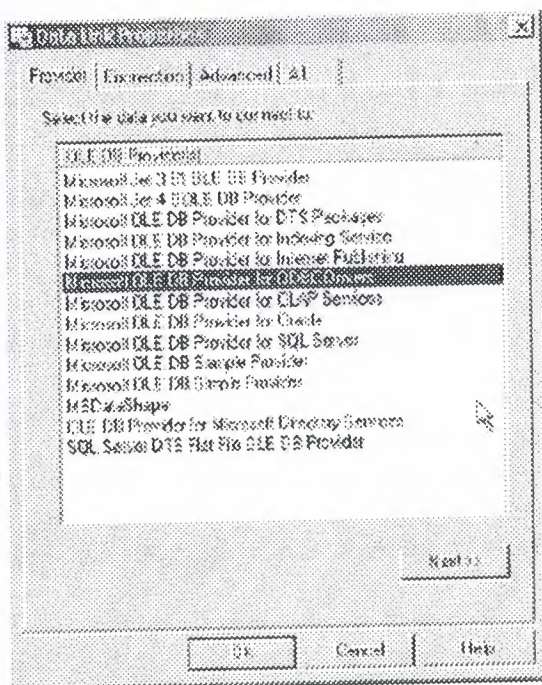 Data Link Properties
Provider Connection Advanced All
Select the data you want to connect to:
OLE DB Provider(s)
Microsoft Jet 3.51 OLE DB Provider
Microsoft Jet 4.0 OLE DB Provider
Microsoft OLE DB Provider for DTS Packages
Microsoft OLE DB Provider for Indexing Service
Microsoft OLE DB Provider for Internet Publishing
Microsoft OLE DB Provider for ODBC Drivers
Microsoft OLE DB Provider for OLAP Services
Microsoft OLE DB Provider for Oracle
Microsoft OLE DB Provider for SQL Server
Microsoft OLE DB Simple Provider
Microsoft OLE DB Simple Provider
MSDataShape
OLE DB Provider for Microsoft Directory Services
SQL Server DTS Flat File OLE DB Provider
Next >>
OK Cancel Help